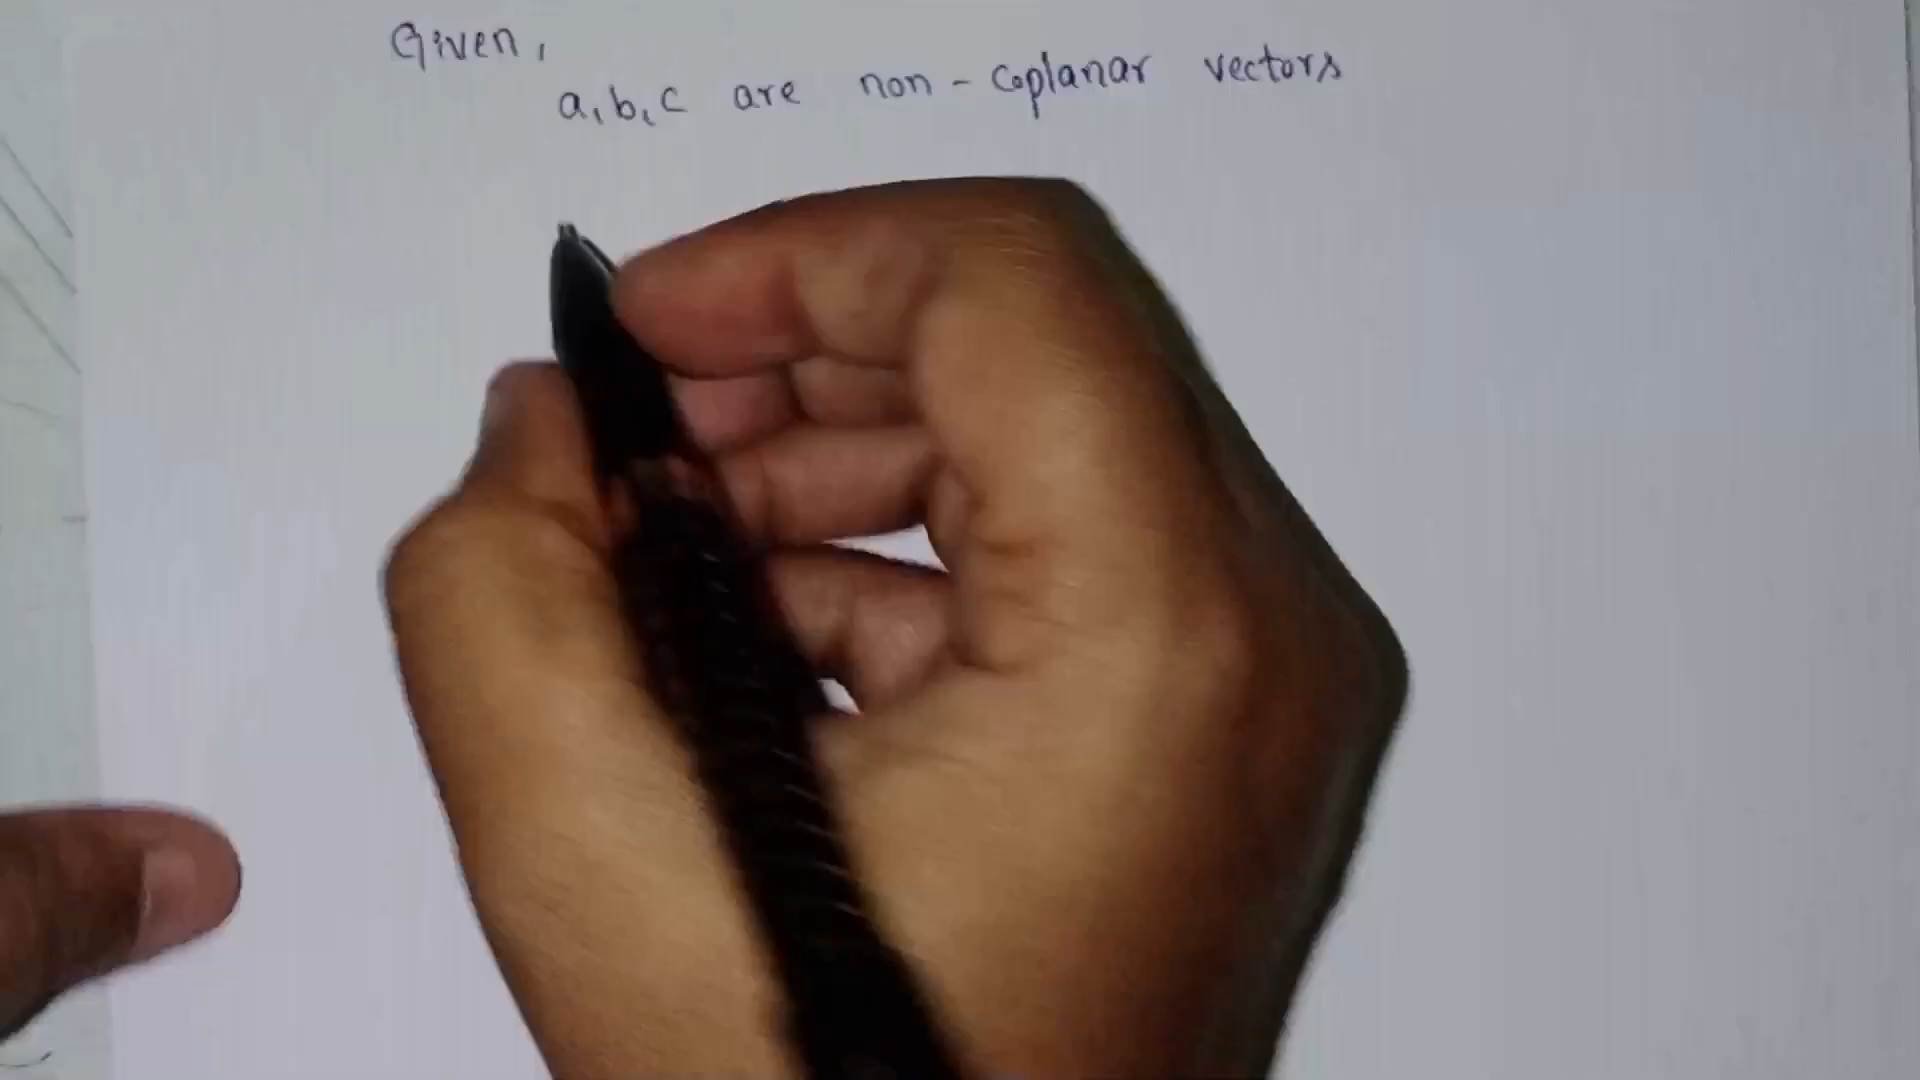 Given,
a, b, c are non-coplanar vectors